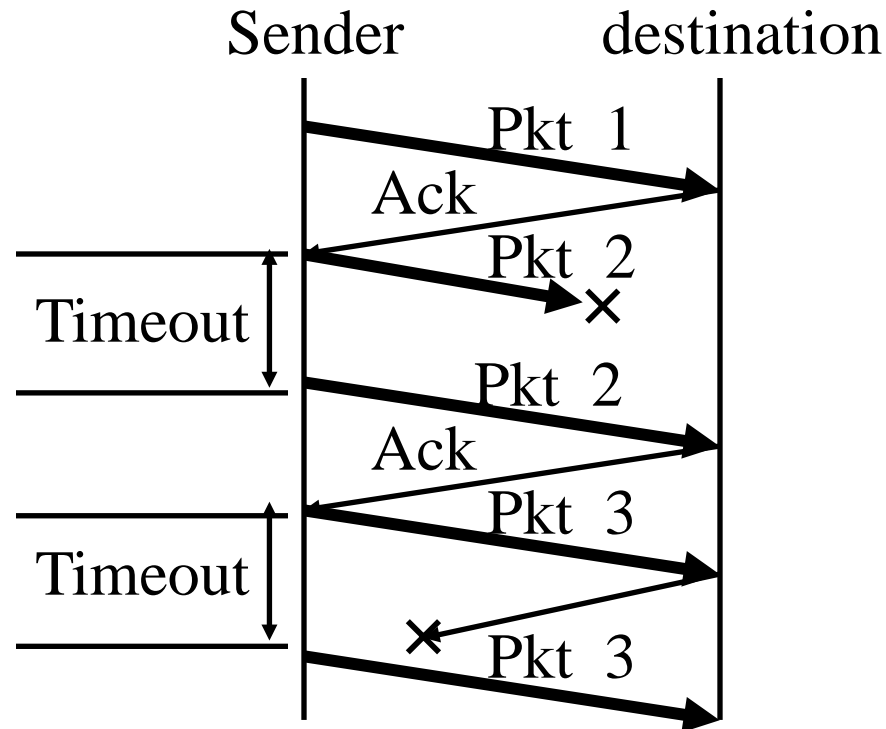 Sender destination
Pkt 1
Ack
Pkt 2
Timeout
Pkt 2
Ack
Pkt 3
Timeout
Pkt 3